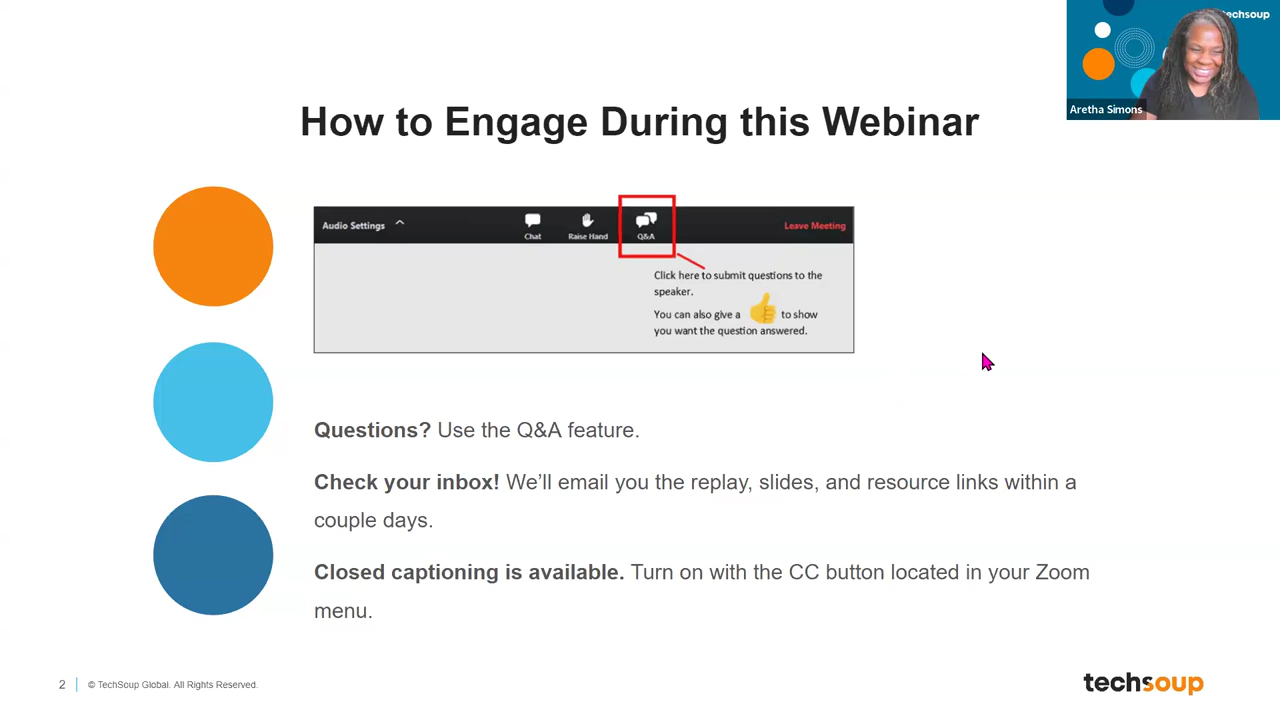 techsoup
Aretha Simons
How to Engage During this Webinar
Audio Settings
Chat
Raise Hand
Q&A
Leave Meeting
Click here to submit questions to the
speaker.
You can also give a 👍 to show
you want the question answered.
Questions? Use the Q&A feature.
Check your inbox! We’ll email you the replay, slides, and resource links within a
couple days.
Closed captioning is available. Turn on with the CC button located in your Zoom
menu.
2
© TechSoup Global. All Rights Reserved.
techsoup